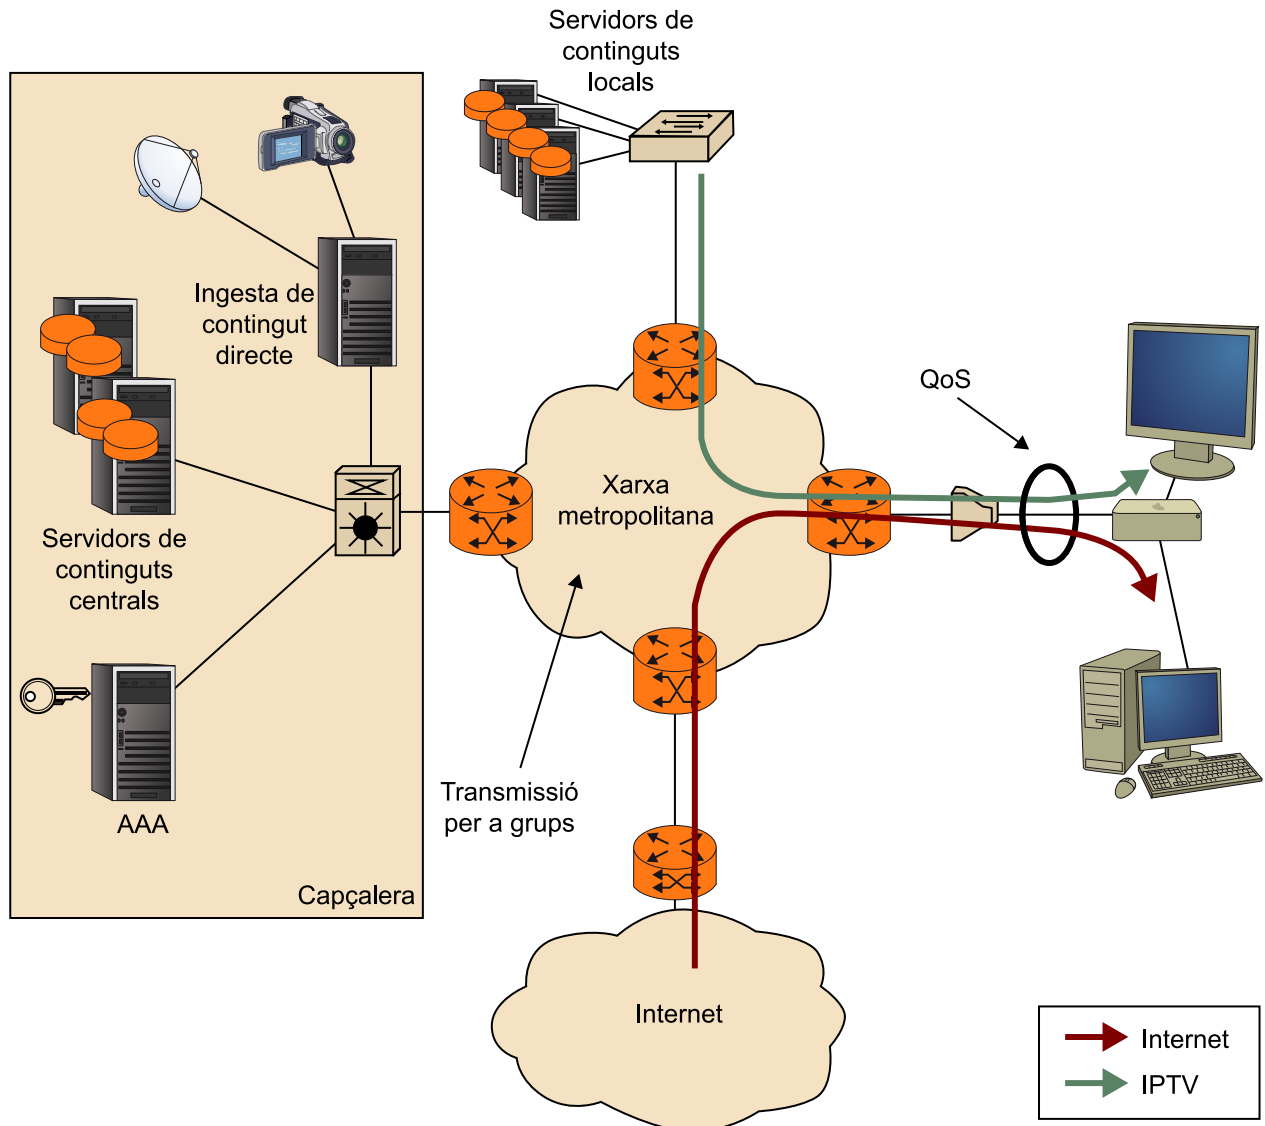 Servidors de
continguts
locals
Ingesta de
contingut
directe
Servidors de
continguts
centrals
AAA
Capçalera
Xarxa
metropolitana
QoS
Transmissió
per a grups
Internet
Internet
IPTV